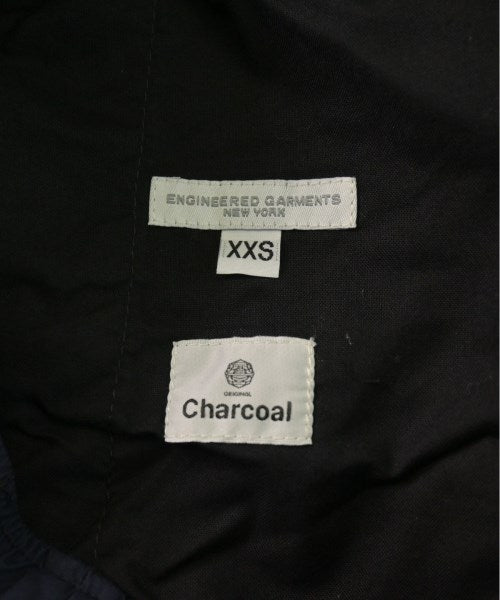 ENGINEERED GARMENTS
NEW YORK
XXS
ORIGINAL
Charcoal